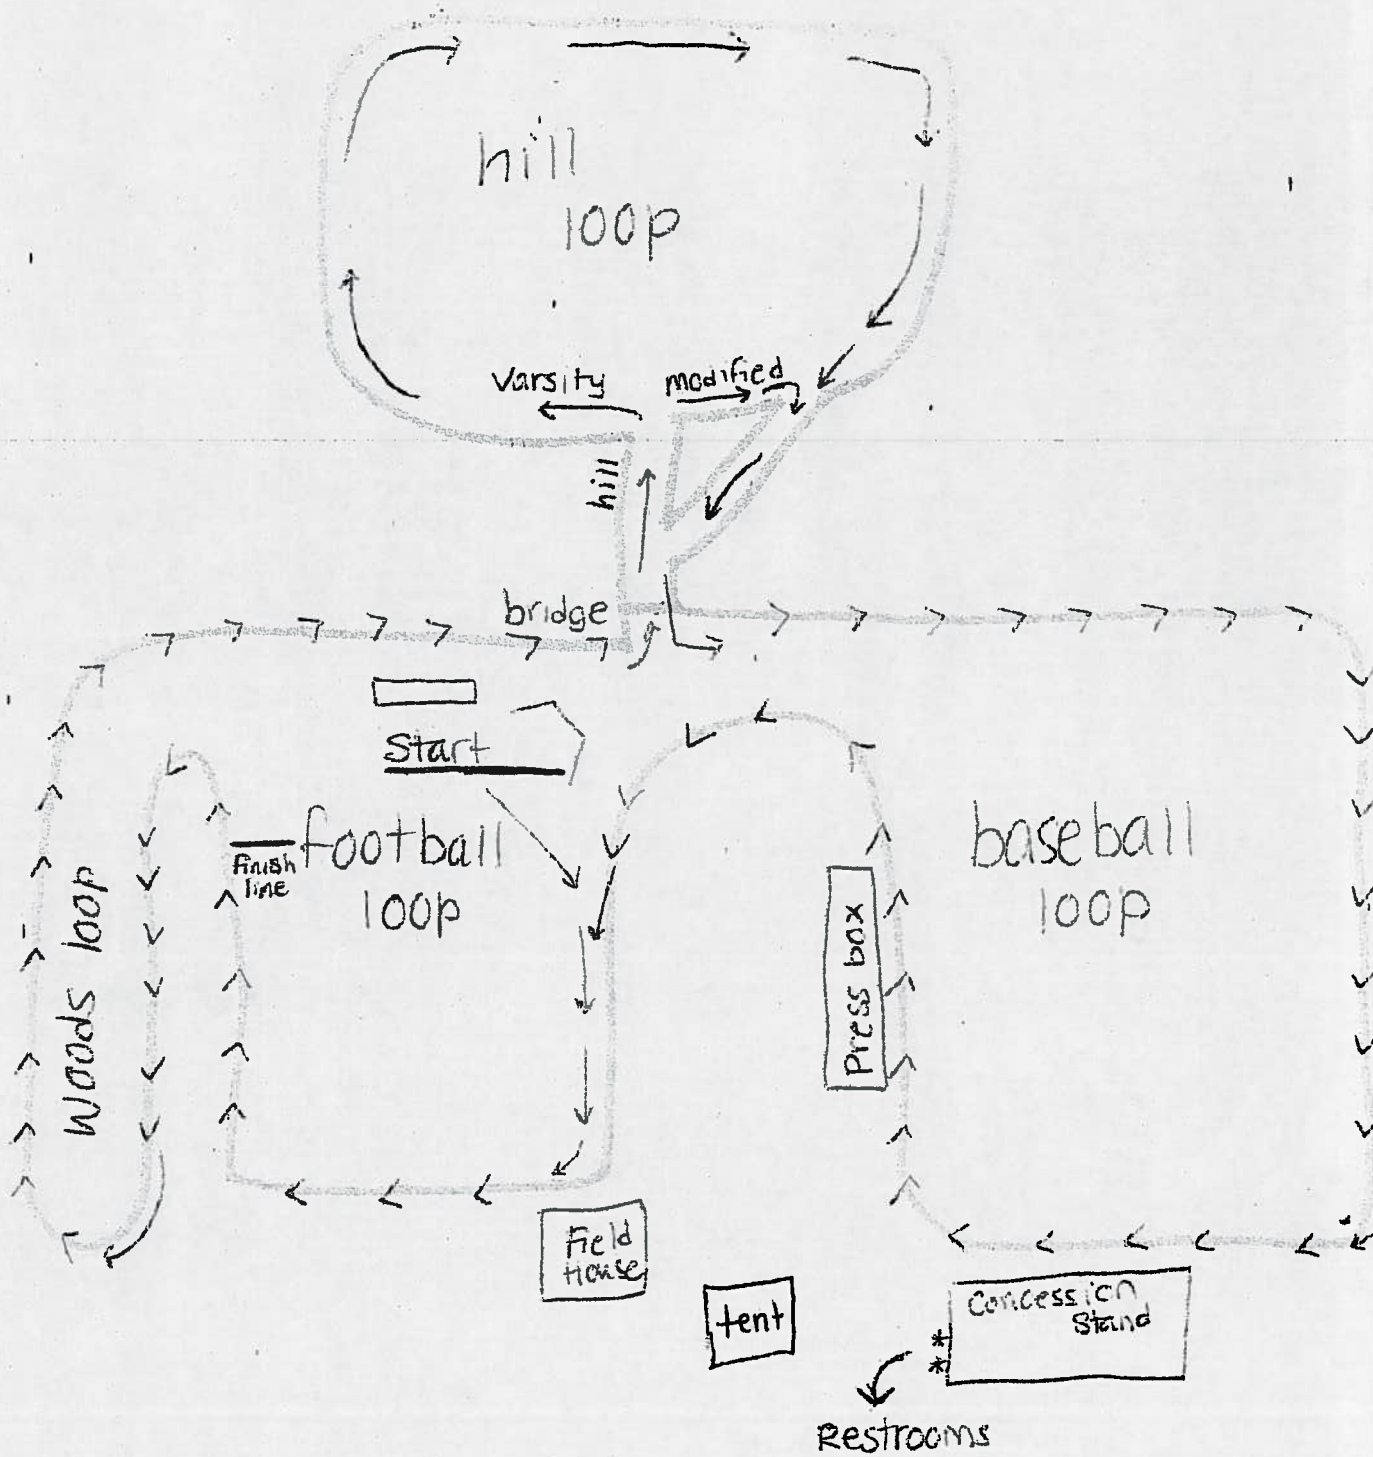 hill
loop
Varsity
modified
hill
bridge
Start
football
loop
Finish
line
Woods loop
baseball
loop
Press box
Field
House
tent
Concession
Stand
**
Restrooms